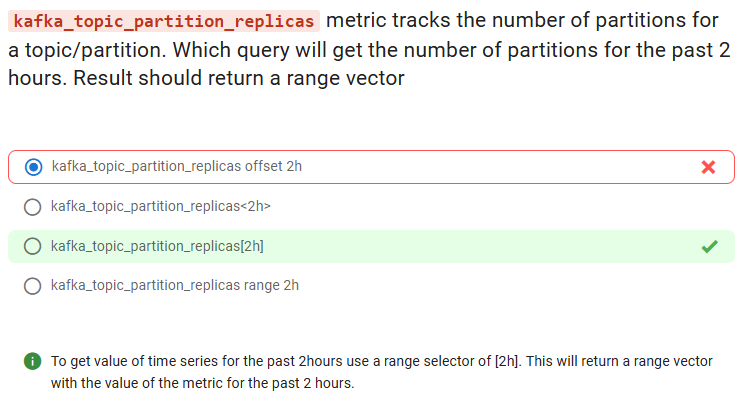 kafka_topic_partition_replicas metric tracks the number of partitions for
a topic/partition. Which query will get the number of partitions for the past 2
hours. Result should return a range vector
kafka_topic_partition_replicas offset 2h
kafka_topic_partition_replicas<2h>
kafka_topic_partition_replicas[2h]
kafka_topic_partition_replicas range 2h
To get value of time series for the past 2hours use a range selector of [2h]. This will return a range vector
with the value of the metric for the past 2 hours.